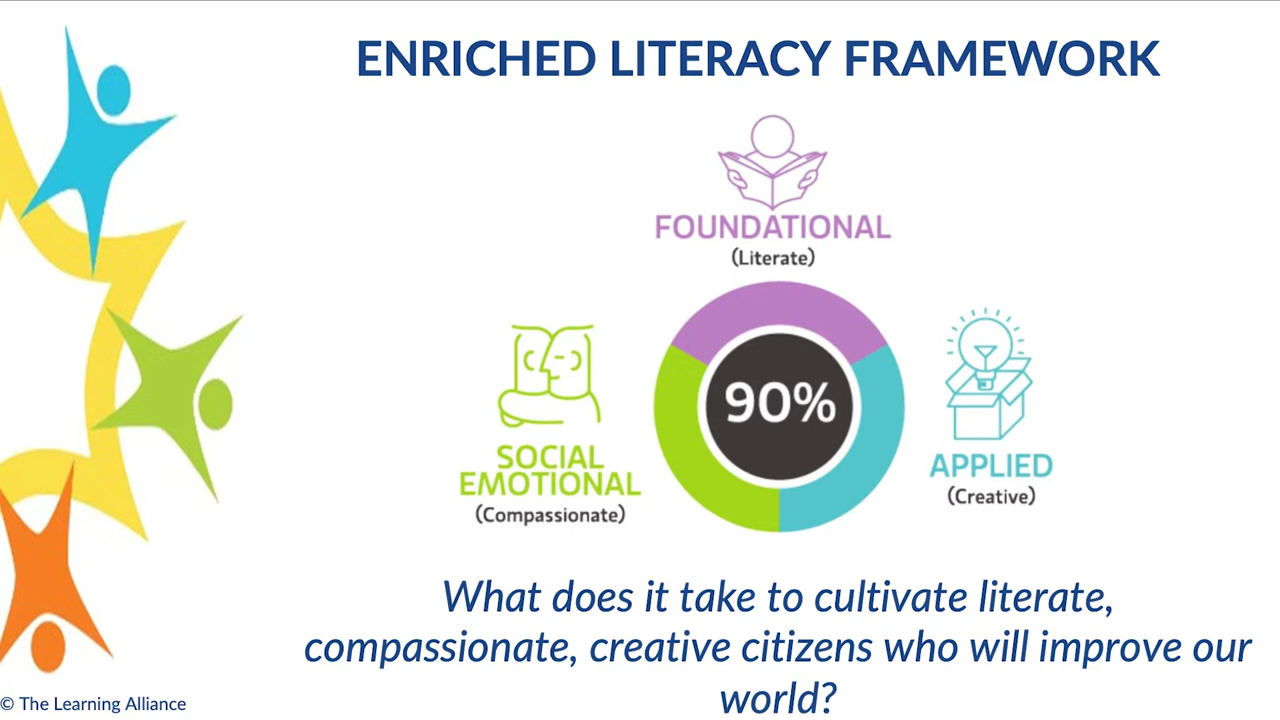 ENRICHED LITERACY FRAMEWORK
FOUNDATIONAL
(Literate)
90%
SOCIAL
EMOTIONAL
(Compassionate)
APPLIED
(Creative)
What does it take to cultivate literate,
compassionate, creative citizens who will improve our
world?
© The Learning Alliance